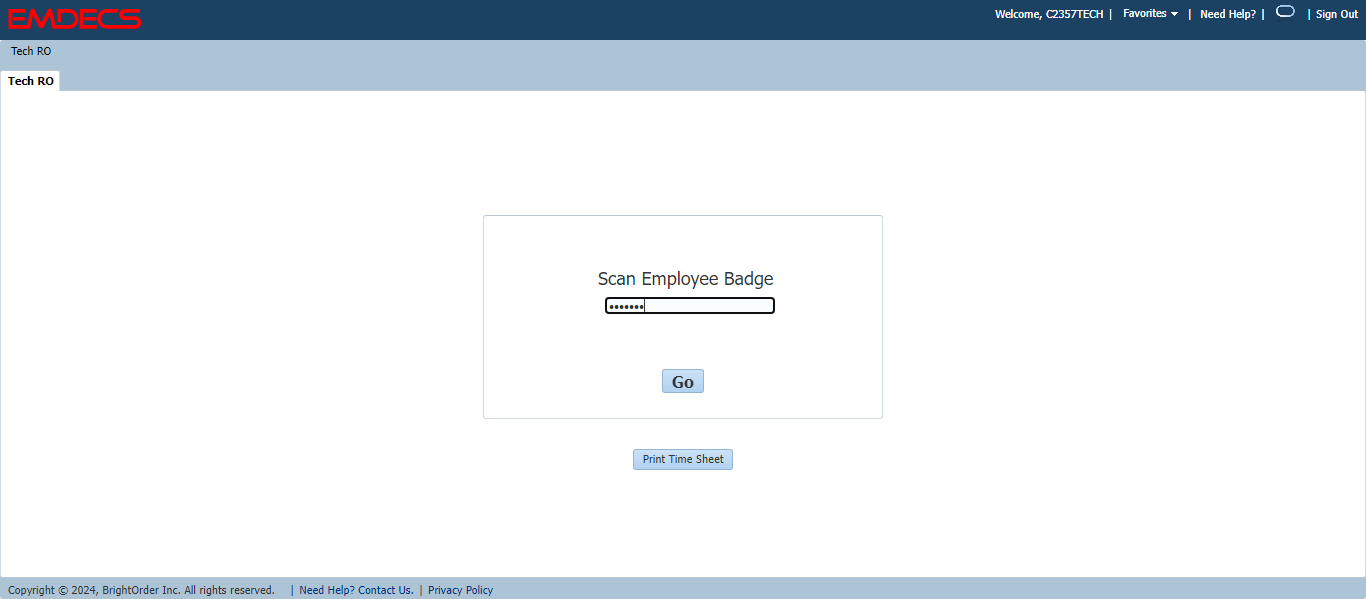 EMDECS
Welcome, C2357TECH | Favorites | Need Help? | | Sign Out
Tech RO
Tech RO
Scan Employee Badge
•••••••
Go
Print Time Sheet
Copyright © 2024, BrightOrder Inc. All rights reserved. | Need Help? Contact Us. | Privacy Policy